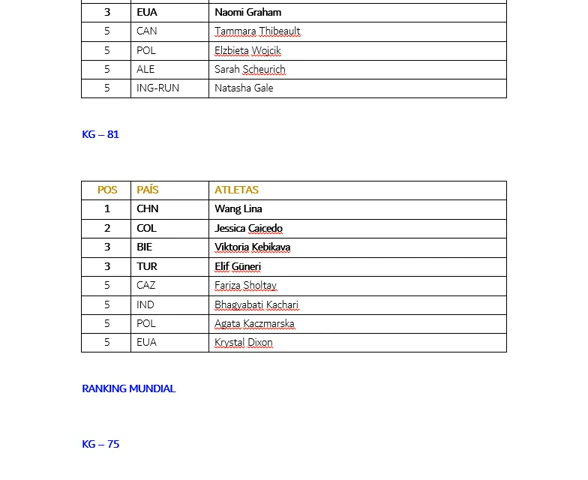 3 EUA Naomi Graham
5 CAN Tammara Thibeault
5 POL Elzbieta Wojcik
5 ALE Sarah Scheurich
5 ING-RUN Natasha Gale
KG – 81
POS PAÍS ATLETAS
1 CHN Wang Lina
2 COL Jessica Caicedo
3 BIE Viktoria Kebikava
3 TUR Elif Güneri
5 CAZ Fariza Sholtay
5 IND Bhagyabati Kachari
5 POL Agata Kaczmarska
5 EUA Krystal Dixon
RANKING MUNDIAL
KG – 75